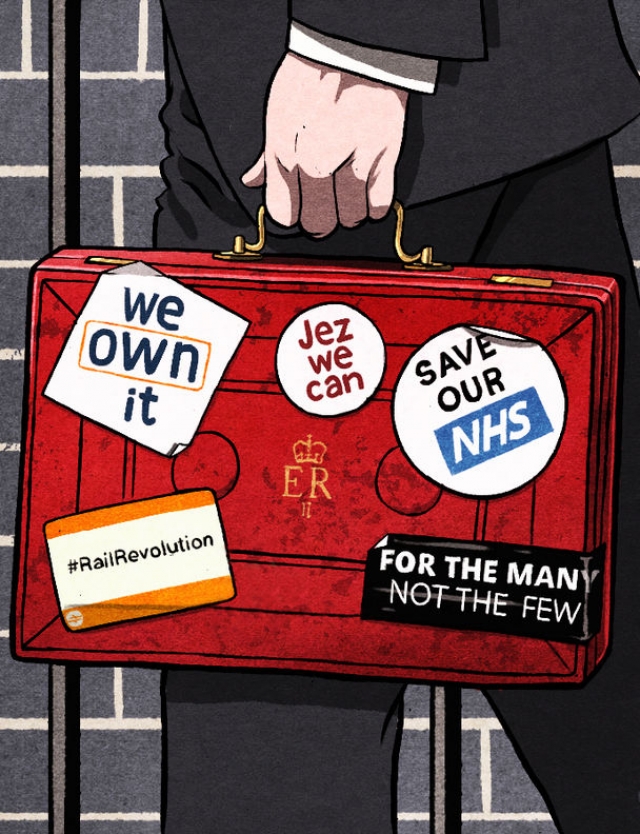 we
own
it
Jez
we
can
SAVE
OUR
NHS
ER
II
#RailRevolution
FOR THE MANY
NOT THE FEW